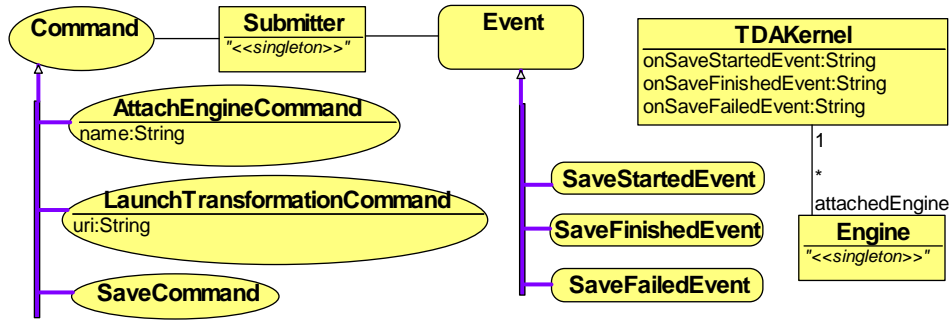 Command
Submitter
"<<singleton>>"
Event
TDAKernel
onSaveStartedEvent:String
onSaveFinishedEvent:String
onSaveFailedEvent:String
AttachEngineCommand
name:String
LaunchTransformationCommand
uri:String
SaveCommand
SaveStartedEvent
SaveFinishedEvent
SaveFailedEvent
1
*
attachedEngine
Engine
"<<singleton>>"